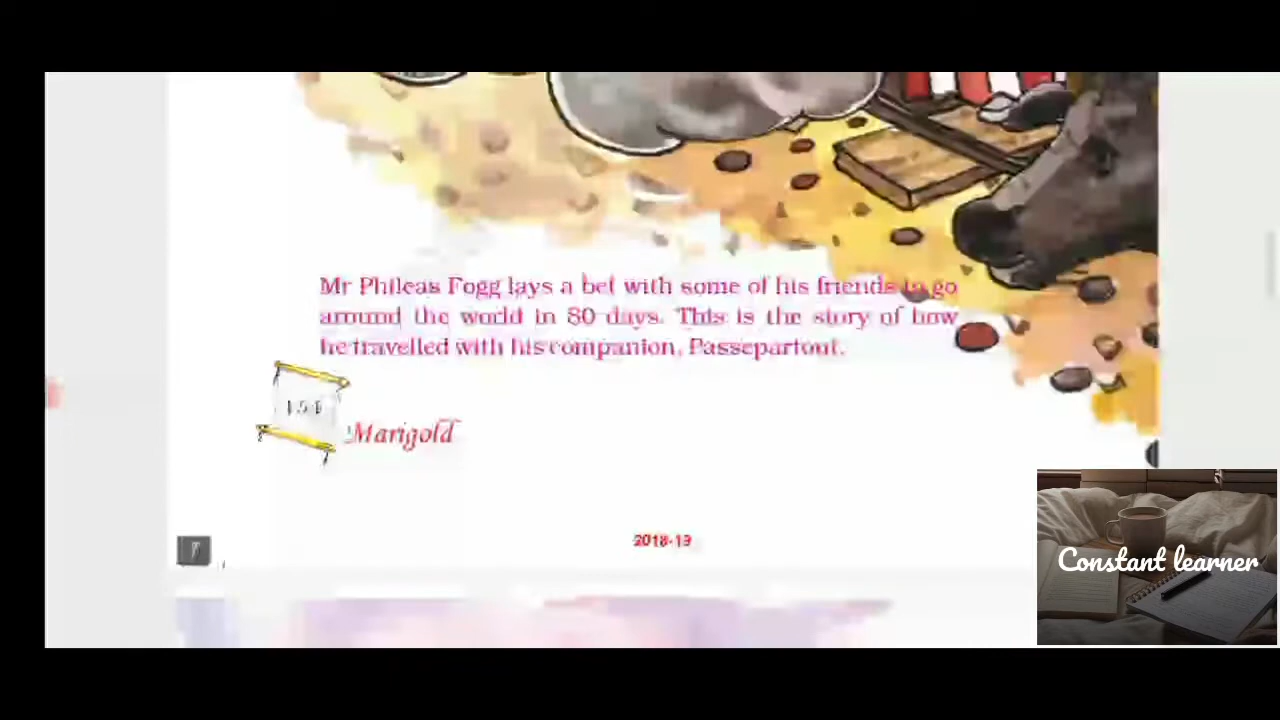 Mr Phileas Fogg lays a bet with some of his friends to go
around the world in 80 days. This is the story of how
he travelled with his companion, Passepartout.
Marigold
2018-19
Constant learner